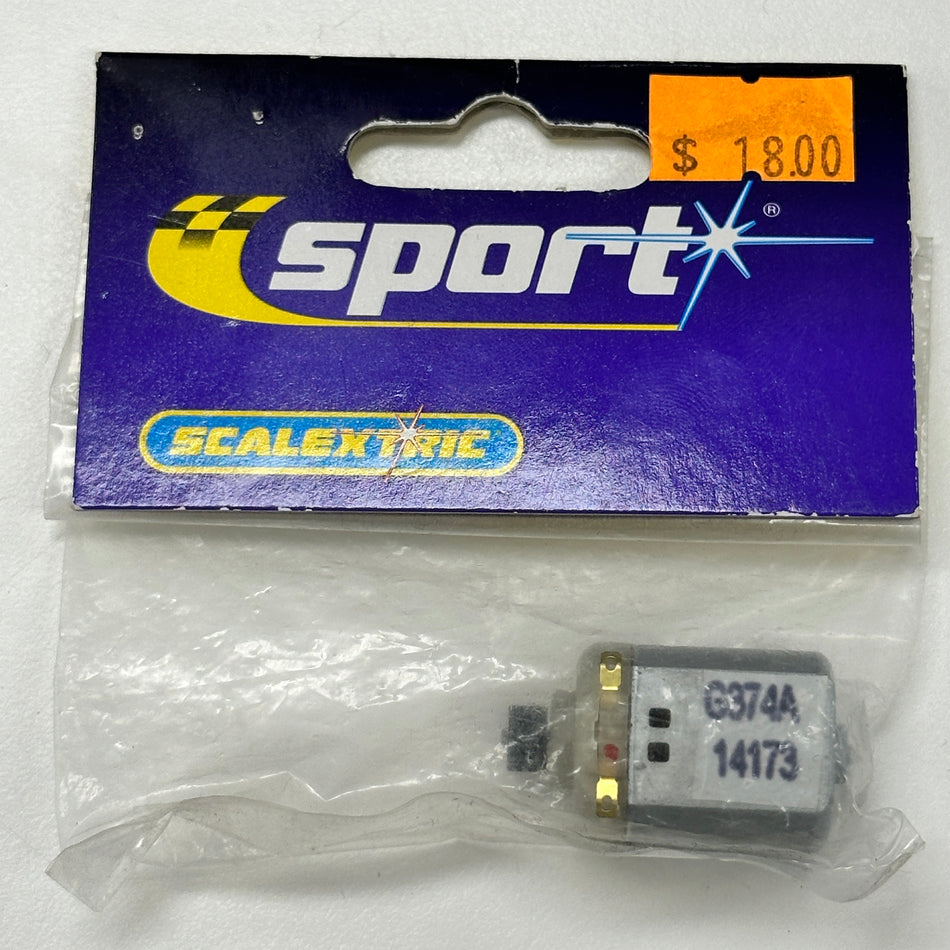 $ 18.00
sport®
SCALEXTRIC
G374A
14173